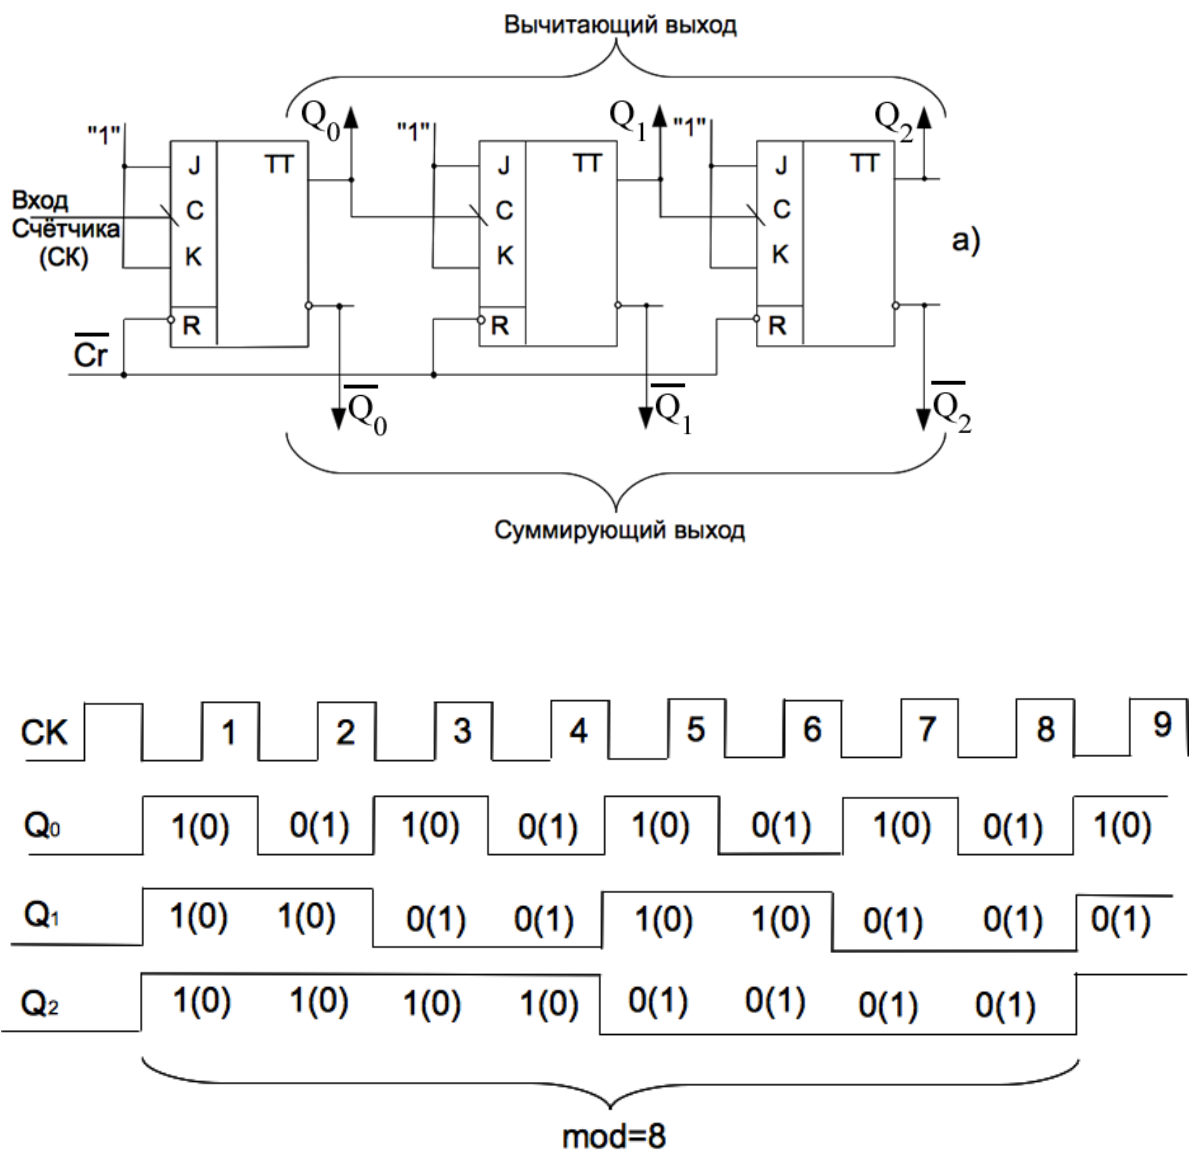 Вычитающий выход
"1" Q0 "1" Q1 "1" Q2
J TT J TT J TT
Вход
Счётчика
(СК)
C C C
K K K
а)
R R R
Cr
Q0 Q1 Q2
Суммирующий выход
CK 1 2 3 4 5 6 7 8 9
Q0 1(0) 0(1) 1(0) 0(1) 1(0) 0(1) 1(0) 0(1) 1(0)
Q1 1(0) 1(0) 0(1) 0(1) 1(0) 1(0) 0(1) 0(1) 0(1)
Q2 1(0) 1(0) 1(0) 1(0) 0(1) 0(1) 0(1) 0(1)
mod=8